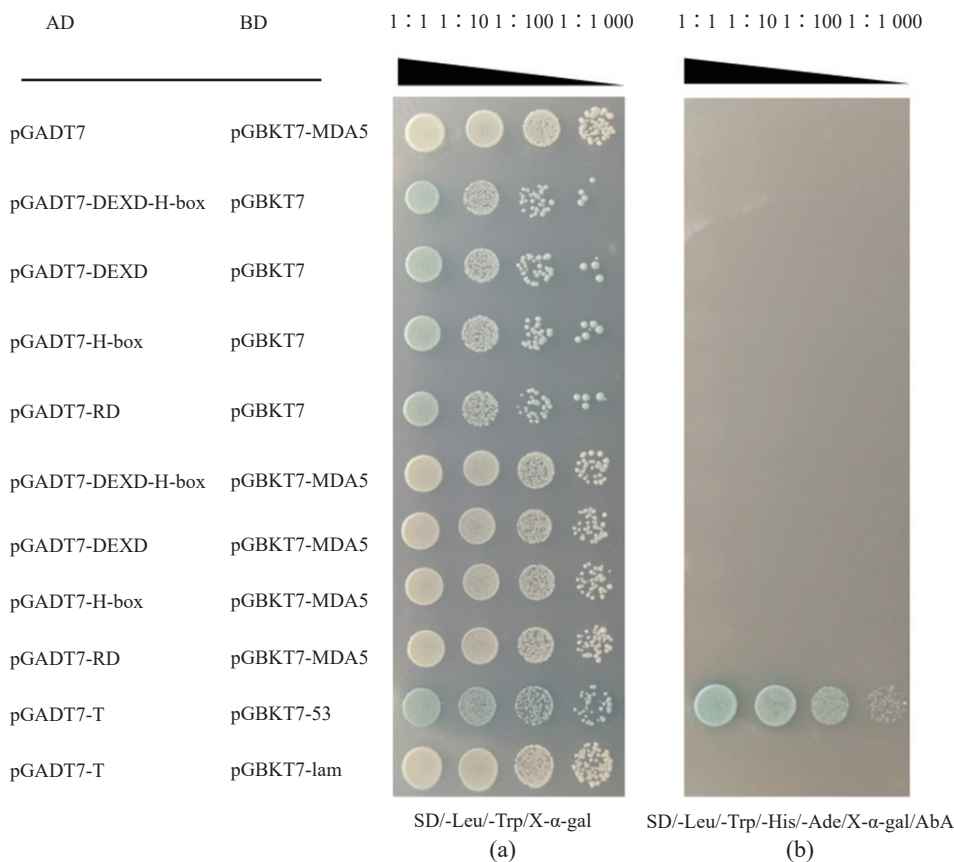 AD BD 1∶1 1∶10 1∶100 1∶1 000 1∶1 1∶10 1∶100 1∶1 000
pGADT7 pGBKT7-MDA5
pGADT7-DEXD-H-box pGBKT7
pGADT7-DEXD pGBKT7
pGADT7-H-box pGBKT7
pGADT7-RD pGBKT7
pGADT7-DEXD-H-box pGBKT7-MDA5
pGADT7-DEXD pGBKT7-MDA5
pGADT7-H-box pGBKT7-MDA5
pGADT7-RD pGBKT7-MDA5
pGADT7-T pGBKT7-53
pGADT7-T pGBKT7-lam
SD/-Leu/-Trp/X-α-gal SD/-Leu/-Trp/-His/-Ade/X-α-gal/AbA
(a) (b)